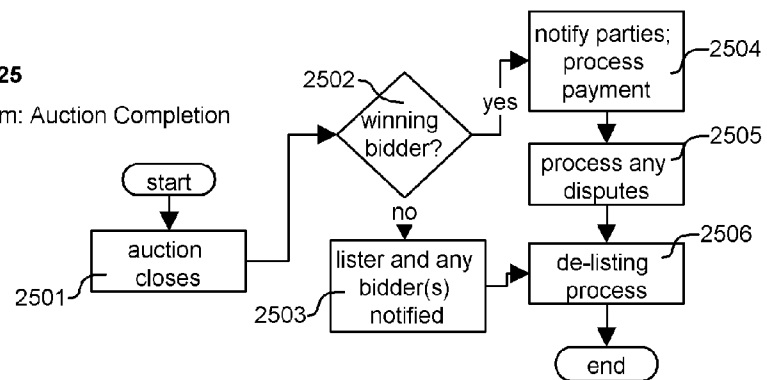 25
m: Auction Completion
start
auction
closes
2501
2502
winning
bidder?
yes
no
lister and any
bidder(s)
notified
2503
notify parties;
process
payment
2504
process any
disputes
2505
de-listing
process
2506
end